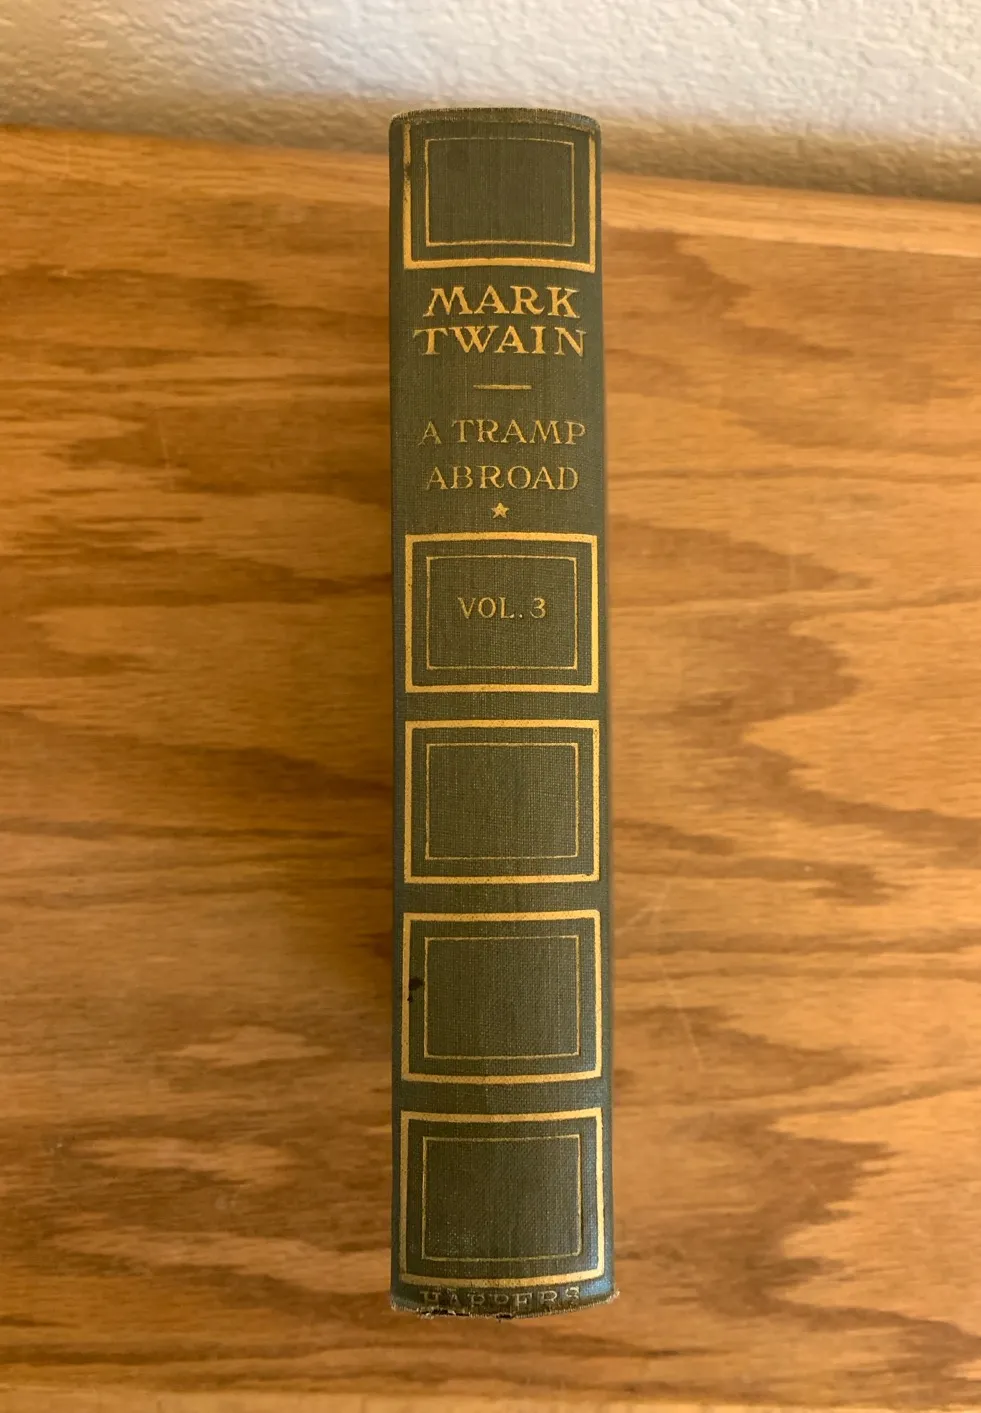 MARK
TWAIN
A TRAMP
ABROAD
VOL. 3
HARPERS